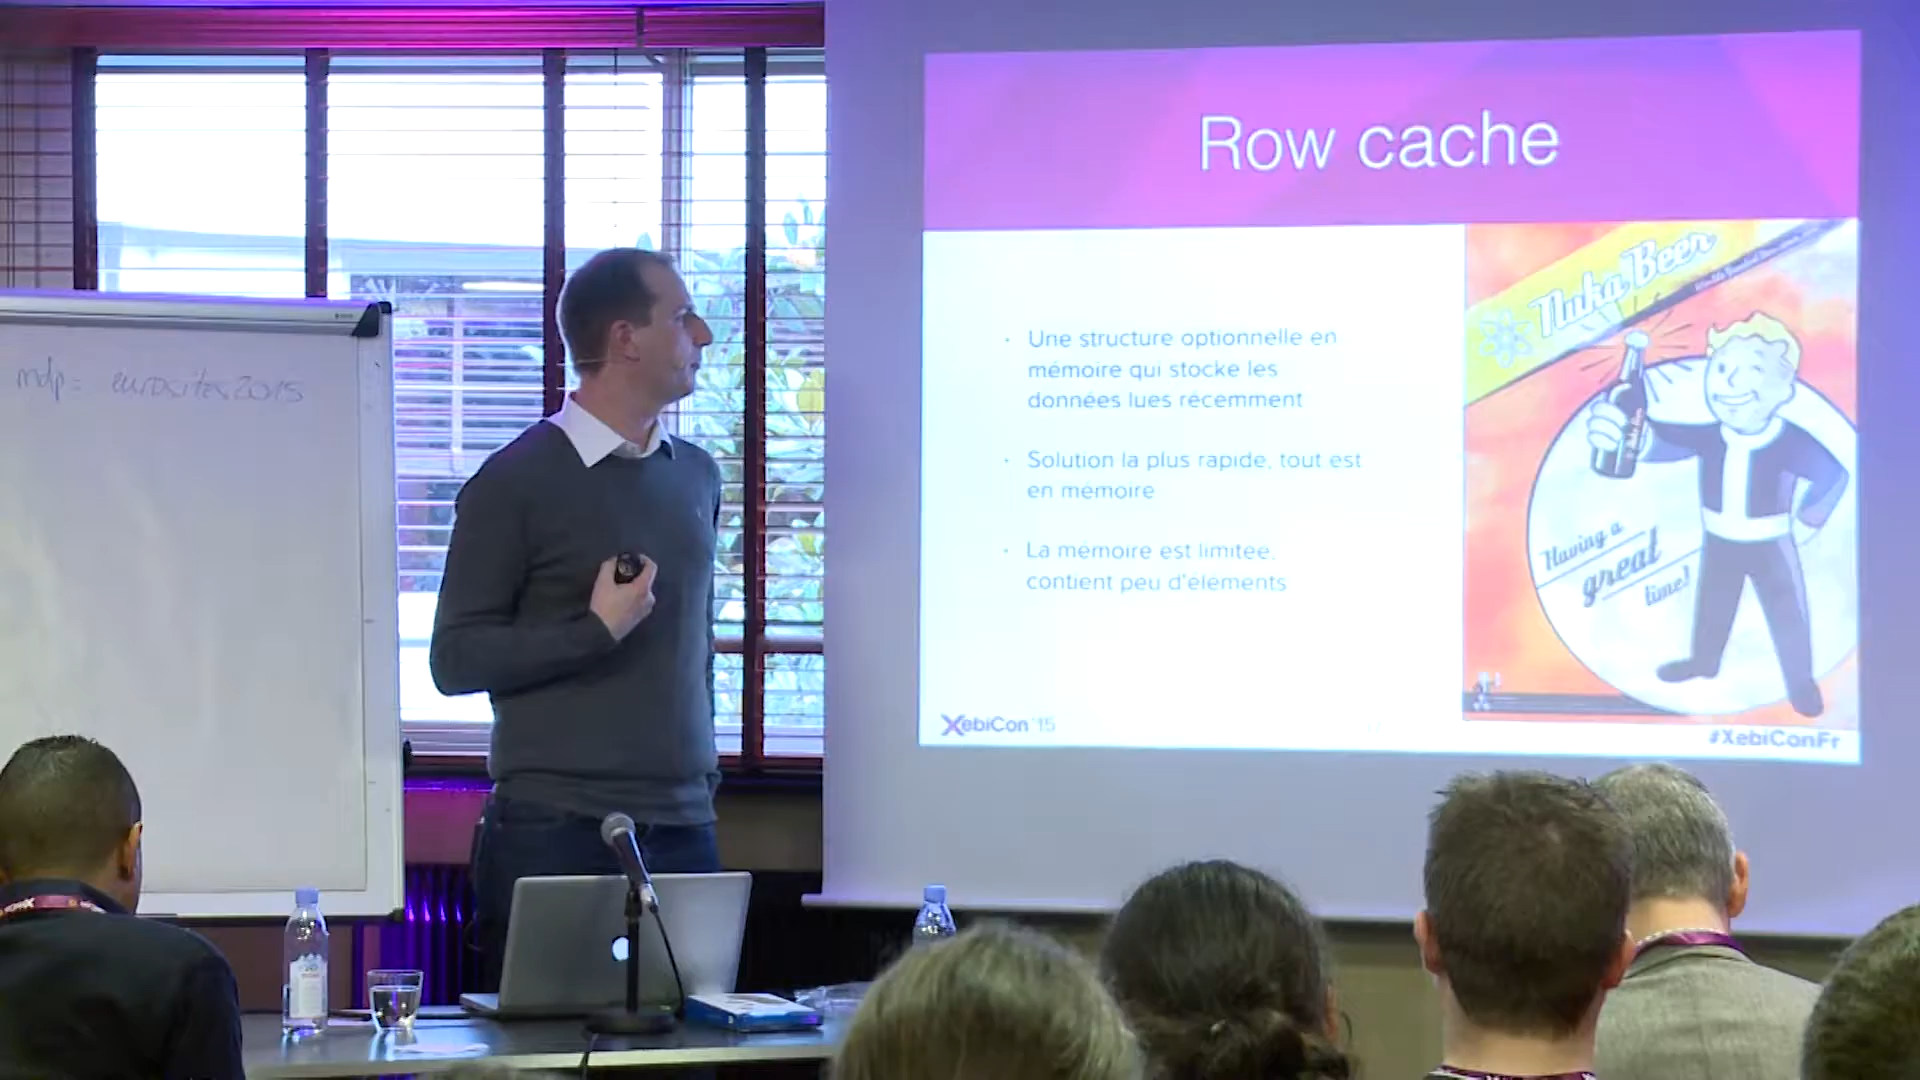 mdp = eurosites2015
Row cache
· Une structure optionnelle en
mémoire qui stocke les
données lues récemment
· Solution la plus rapide, tout est
en mémoire
· La mémoire est limitée,
contient peu d'éléments
Nuka Beer
Having a
great
time!
XebiCon '15
17
#XebiConFr